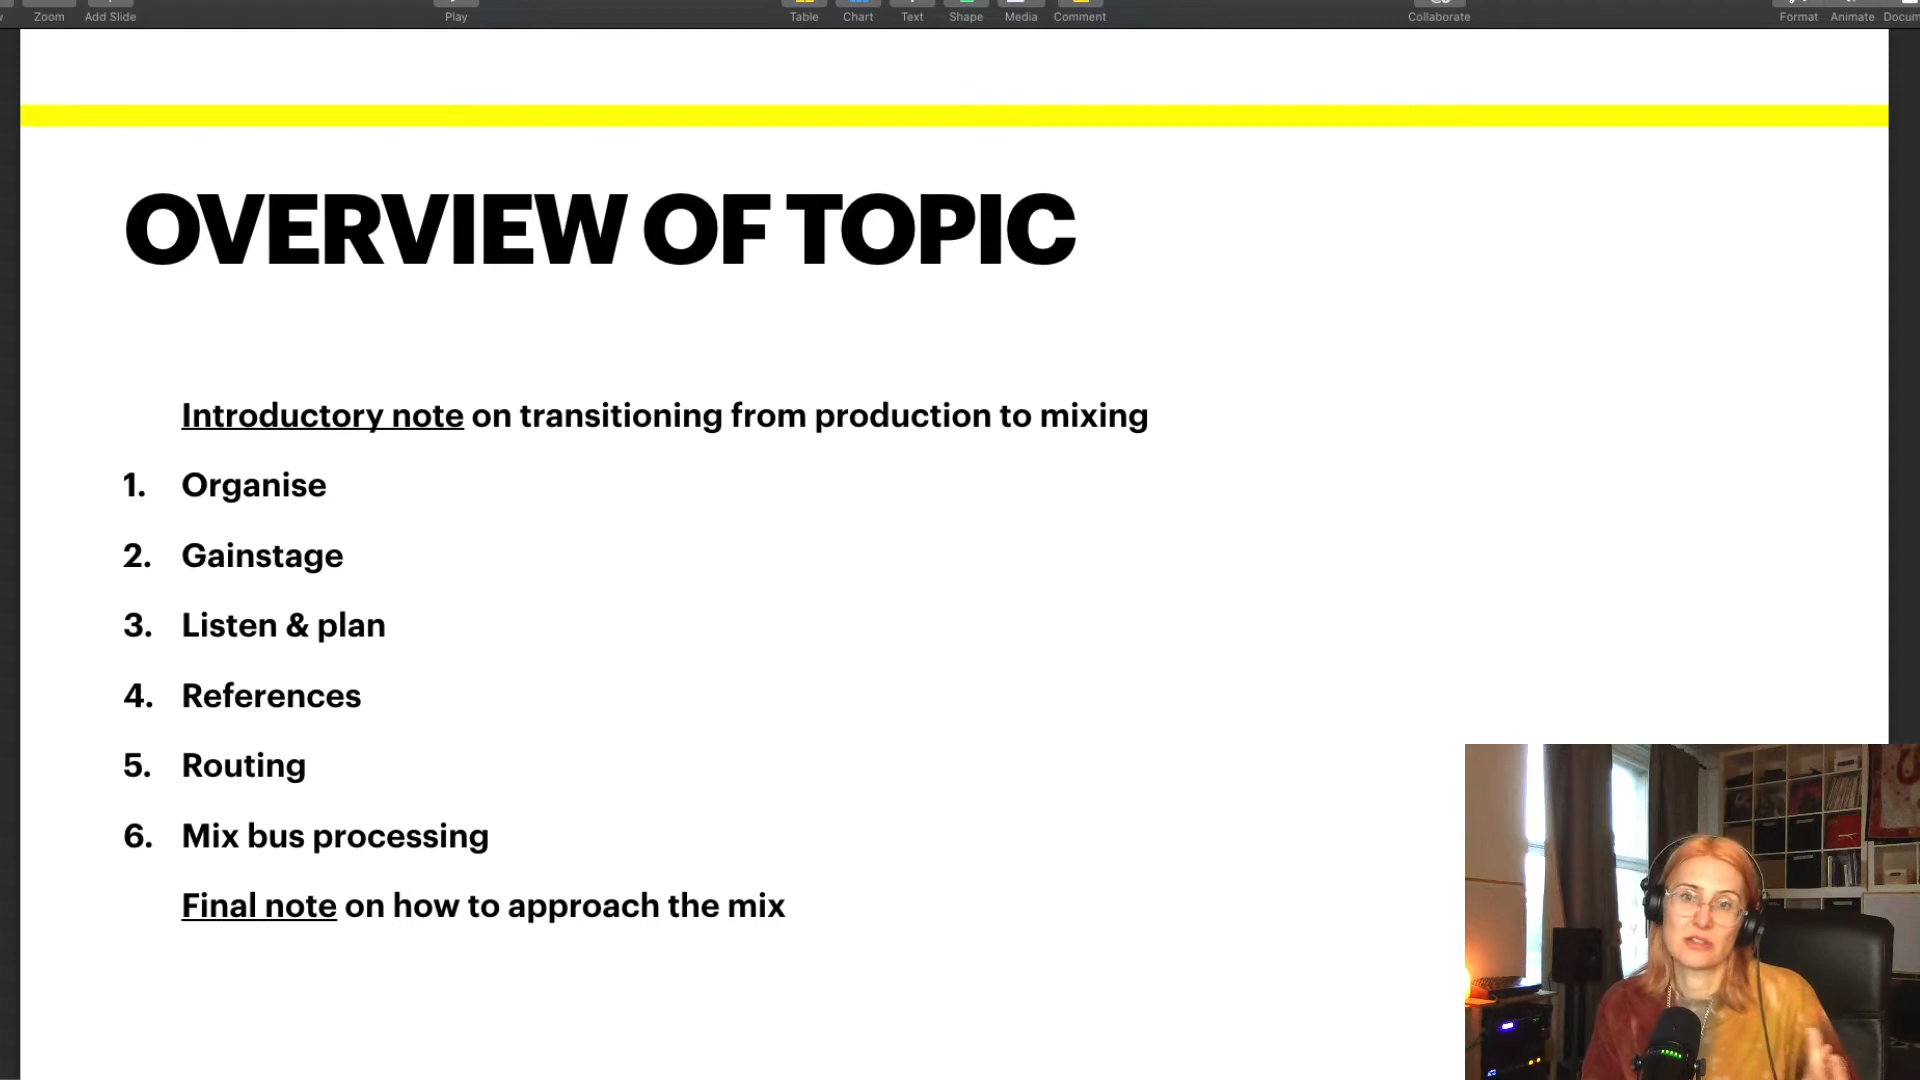 Zoom
Add Slide
Play
Table
Chart
Text
Shape
Media
Comment
Collaborate
Format
Animate
OVERVIEW OF TOPIC
Introductory note on transitioning from production to mixing
1. Organise
2. Gainstage
3. Listen & plan
4. References
5. Routing
6. Mix bus processing
Final note on how to approach the mix